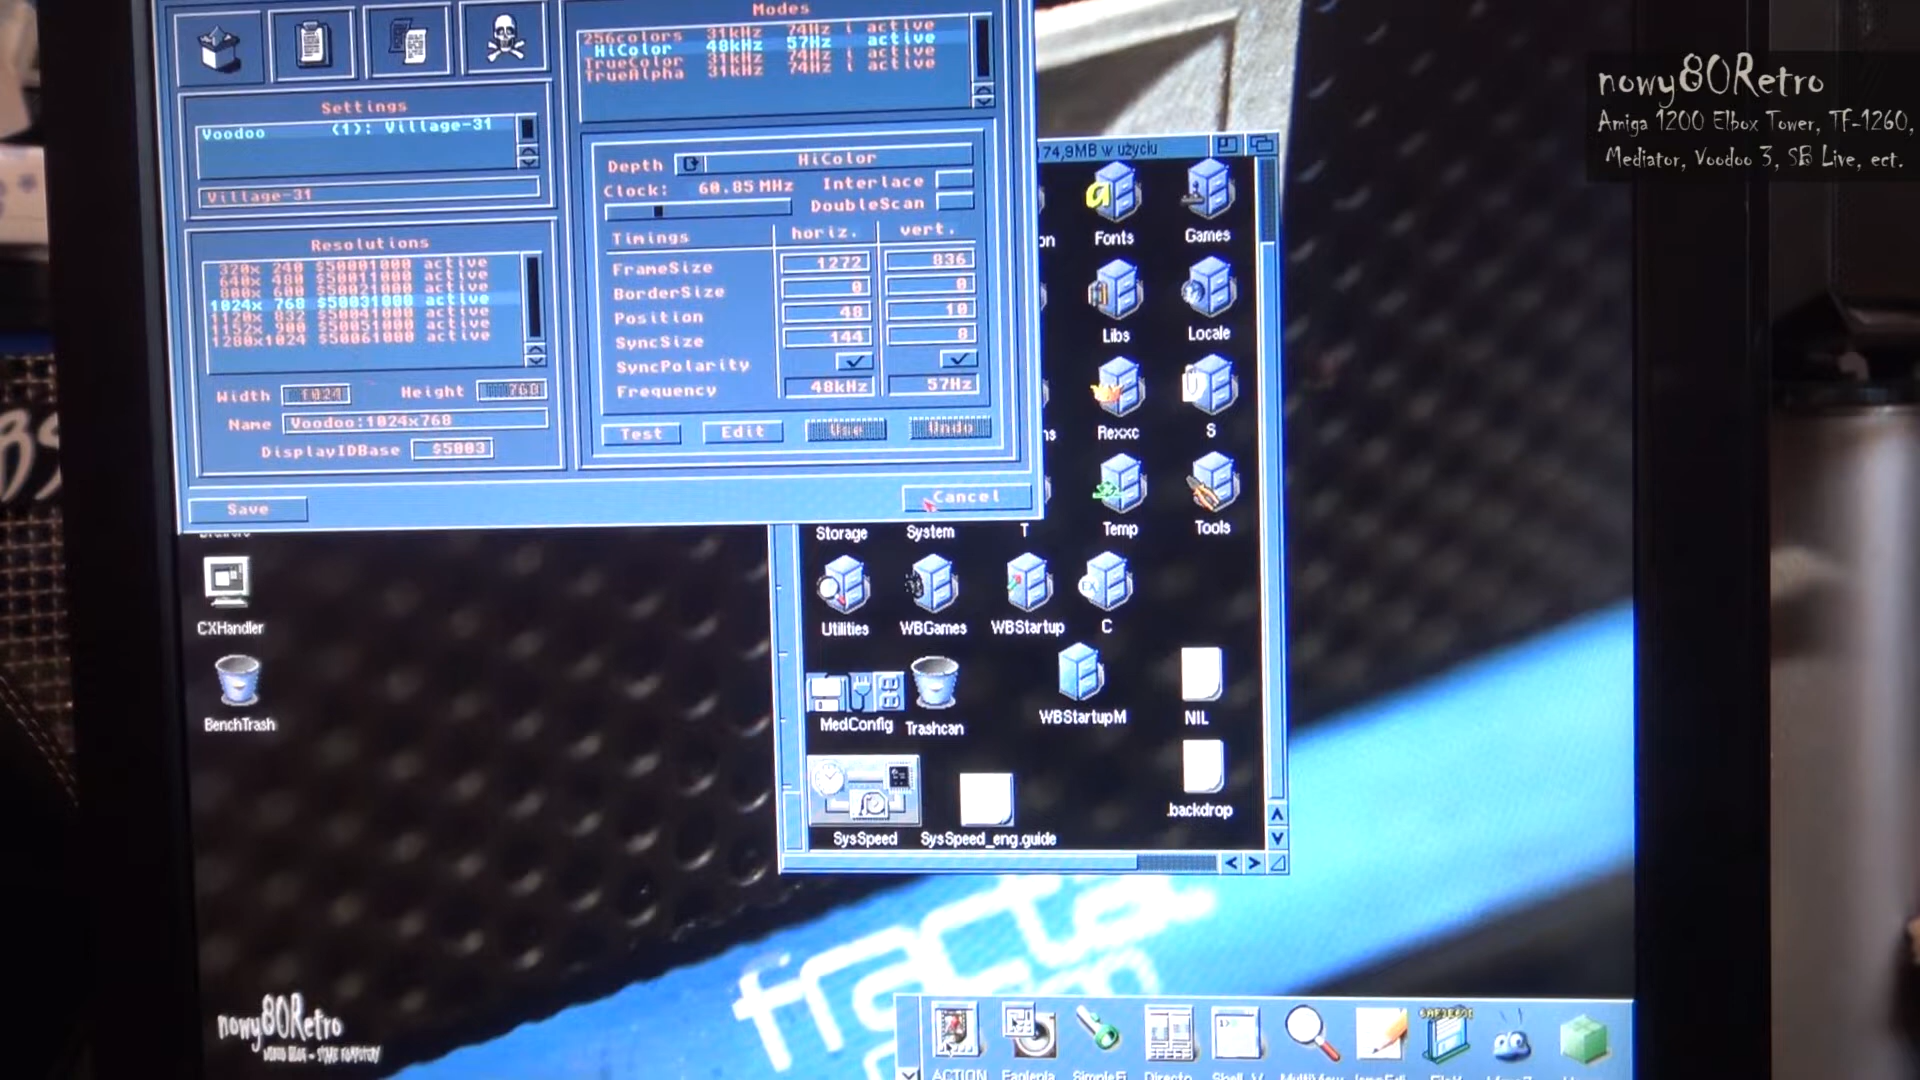 nowy80Retro
Amiga 1200 Elbox Tower, TF-1260,
Mediator, Voodoo 3, SB Live, ect.
Settings
Voodoo (1): Village-31
Village-31
Resolutions
320x 240 $50001000 active
640x 480 $50011000 active
800x 600 $50021000 active
1024x 768 $50031000 active
1120x 832 $50041000 active
1152x 900 $50051000 active
1280x1024 $50061000 active
Width 1024 Height 768
Name Voodoo:1024x768
DisplayIDBase $5003
Save
Modes
256colors 31kHz 74Hz i active
HiColor 48kHz 57Hz active
TrueColor 31kHz 74Hz i active
TrueAlpha 31kHz 74Hz i active
Depth HiColor
Clock: 60.85 MHz Interlace
DoubleScan
Timings horiz. vert.
FrameSize 1272 836
BorderSize 0 0
Position 48 10
SyncSize 144 8
SyncPolarity
Frequency 48kHz 57Hz
Test Edit Use Undo
Cancel
74,9MB w użyciu
Fonts Games
Libs Locale
Rexxc S
Temp Tools
Storage System T
Utilities WBGames WBStartup C
MedConfig Trashcan WBStartupM NIL
SysSpeed SysSpeed_eng.guide .backdrop
CXHandler
BenchTrash
fracta
nowy80Retro
ACTION